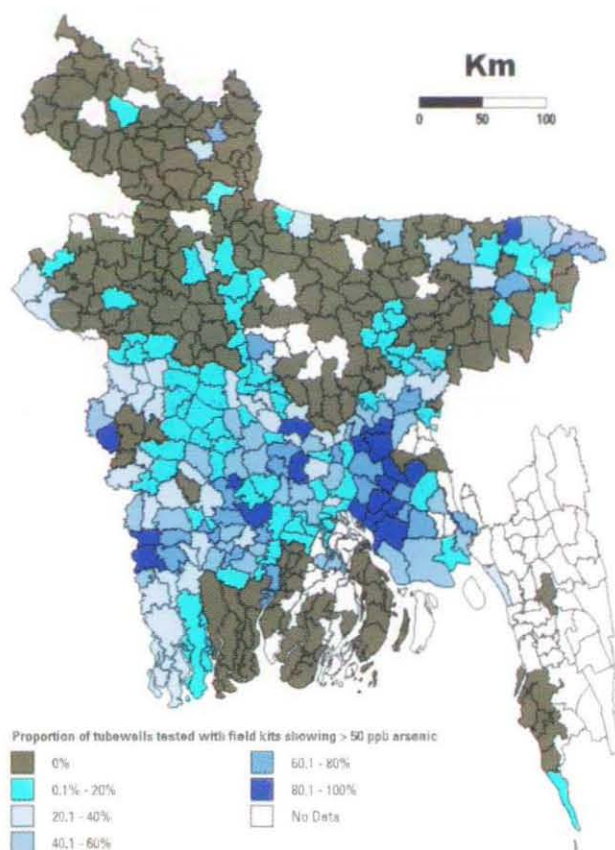 Km
0 50 100
Proportion of tubewells tested with field kits showing > 50 ppb arsenic
0%
0.1% - 20%
20.1 - 40%
40.1 - 60%
60.1 - 80%
80.1 - 100%
No Data